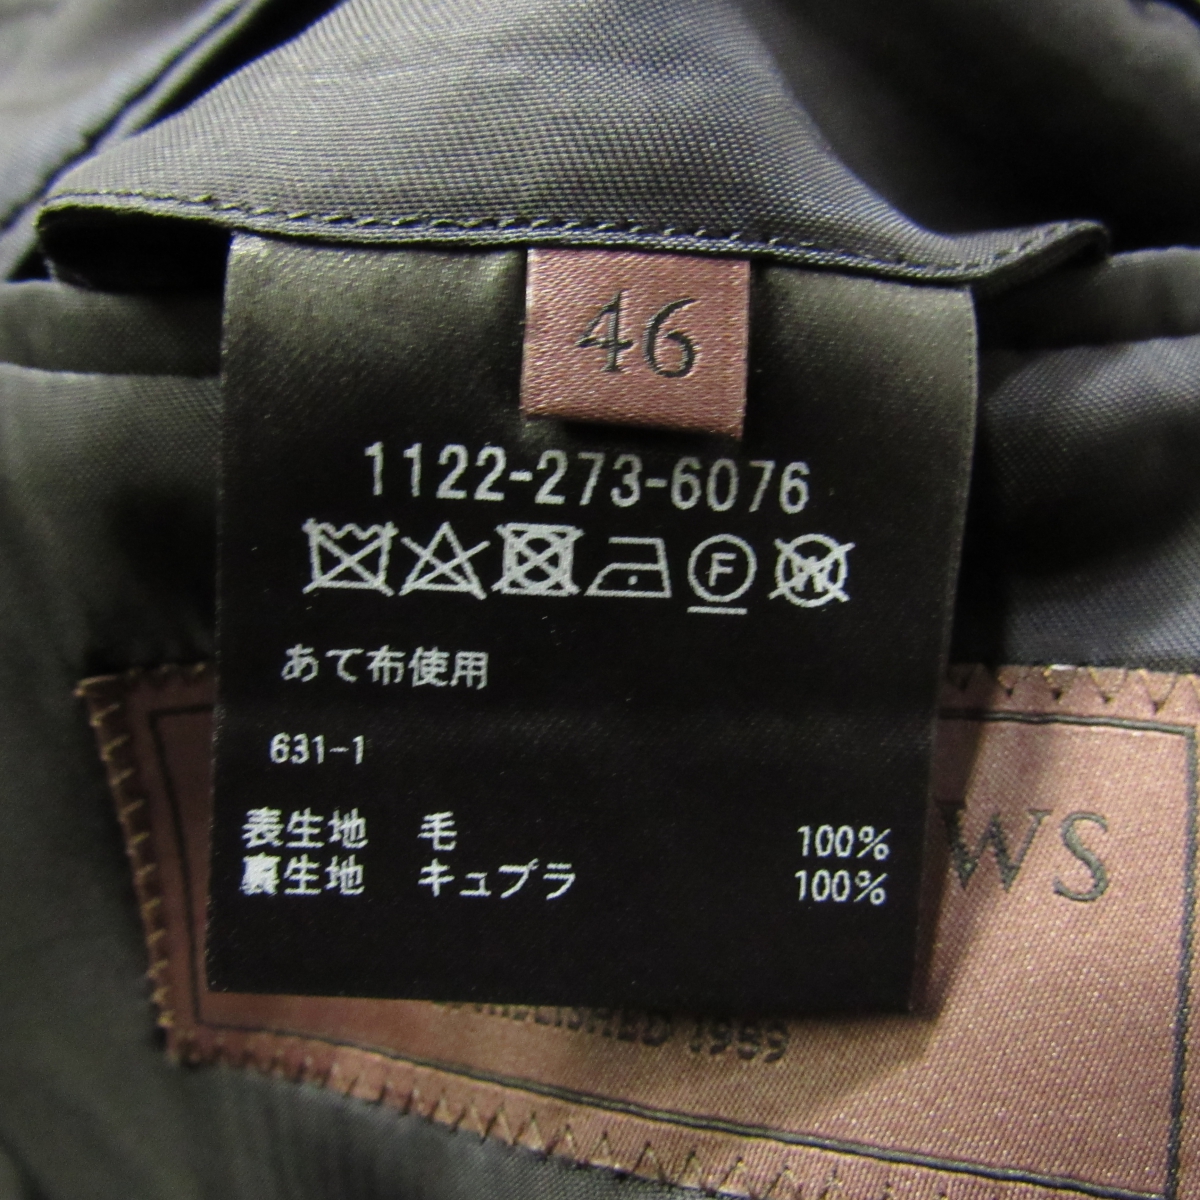 46
1122-273-6076
F
W
あて布使用
631-1
表生地 毛 100%
裏生地 キュプラ 100%
WS
1959